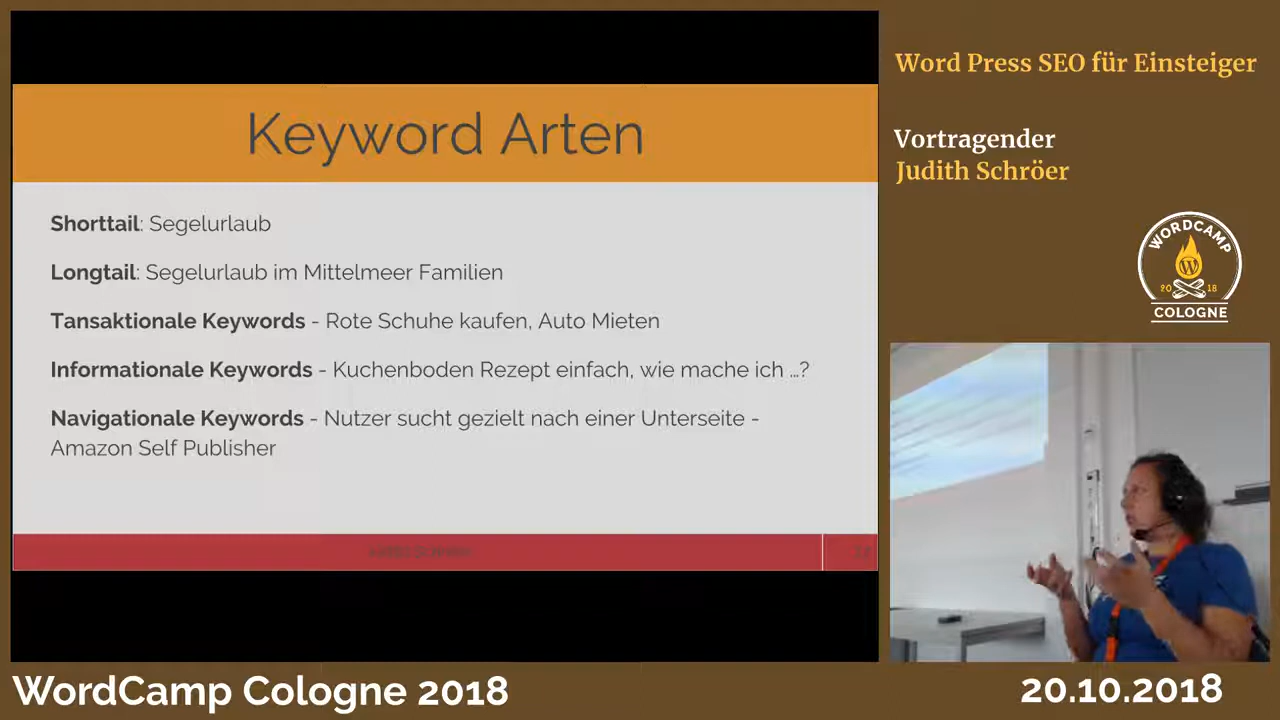 Keyword Arten
Shorttail: Segelurlaub
Longtail: Segelurlaub im Mittelmeer Familien
Tansaktionale Keywords - Rote Schuhe kaufen, Auto Mieten
Informationale Keywords - Kuchenboden Rezept einfach, wie mache ich ...?
Navigationale Keywords - Nutzer sucht gezielt nach einer Unterseite -
Amazon Self Publisher
Word Press SEO für Einsteiger
Vortragender
Judith Schröer
WORDCAMP
20 18
COLOGNE
WordCamp Cologne 2018
20.10.2018